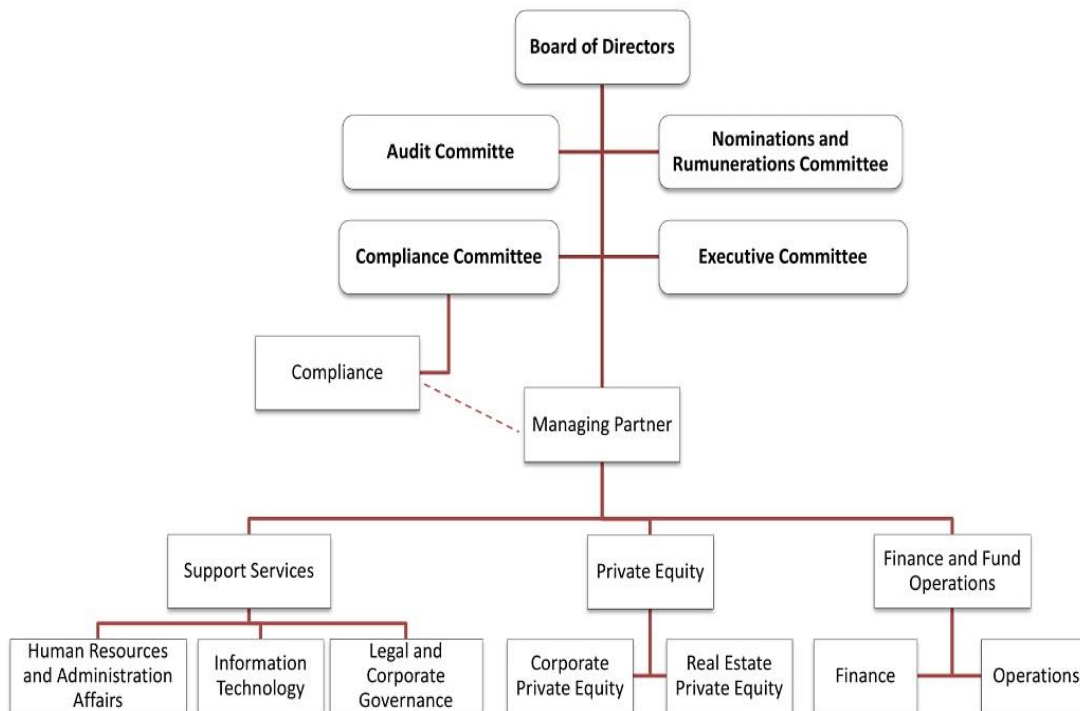 Board of Directors
Audit Committe
Nominations and
Rumunerations Committee
Compliance Committee
Executive Committee
Compliance
Managing Partner
Support Services
Private Equity
Finance and Fund
Operations
Human Resources
and Administration
Affairs
Information
Technology
Legal and
Corporate
Governance
Corporate
Private Equity
Real Estate
Private Equity
Finance
Operations